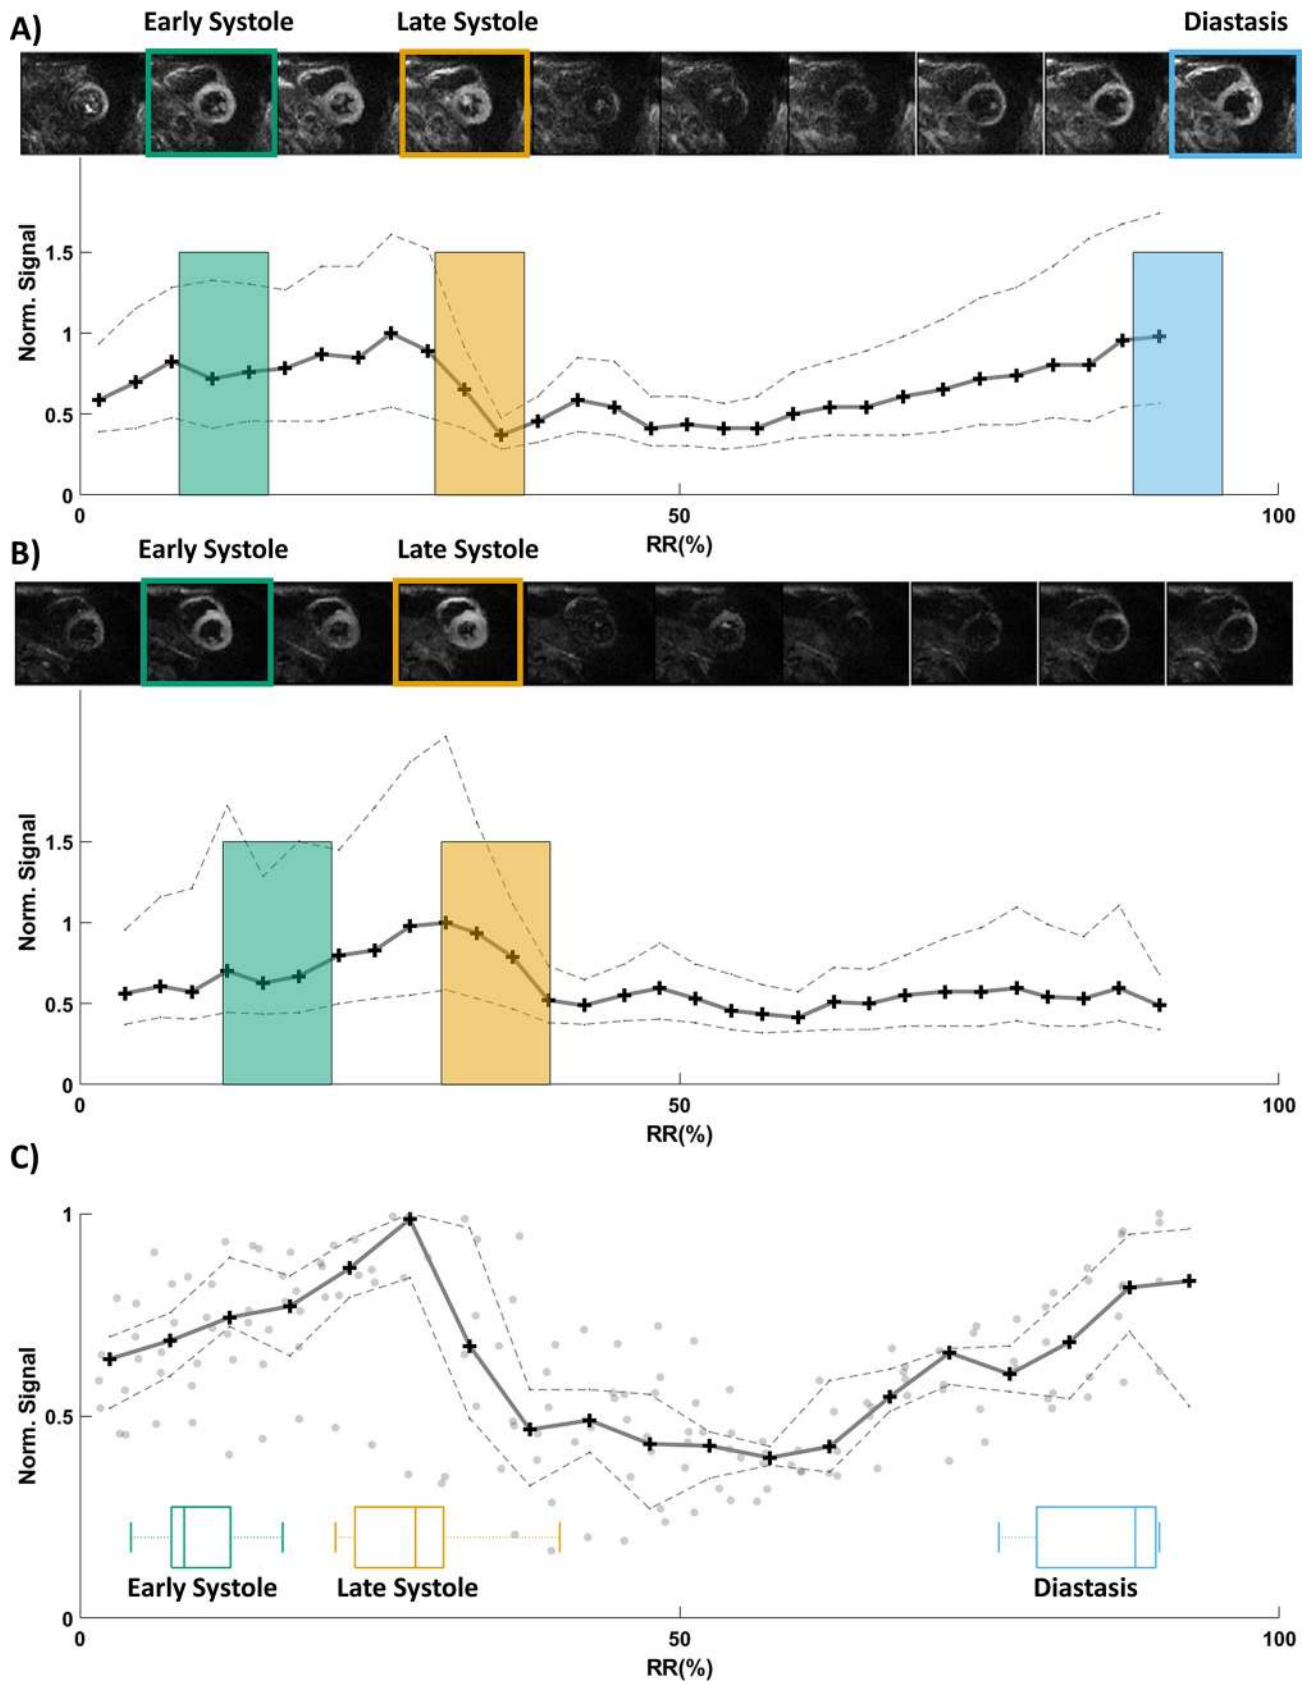 A)
Early Systole Late Systole Diastasis
Norm. Signal
1.5
1
0.5
0
0 50 100
RR(%)
B)
Early Systole Late Systole
Norm. Signal
1.5
1
0.5
0
0 50 100
RR(%)
C)
Norm. Signal
1
0.5
Early Systole Late Systole Diastasis
0
0 50 100
RR(%)